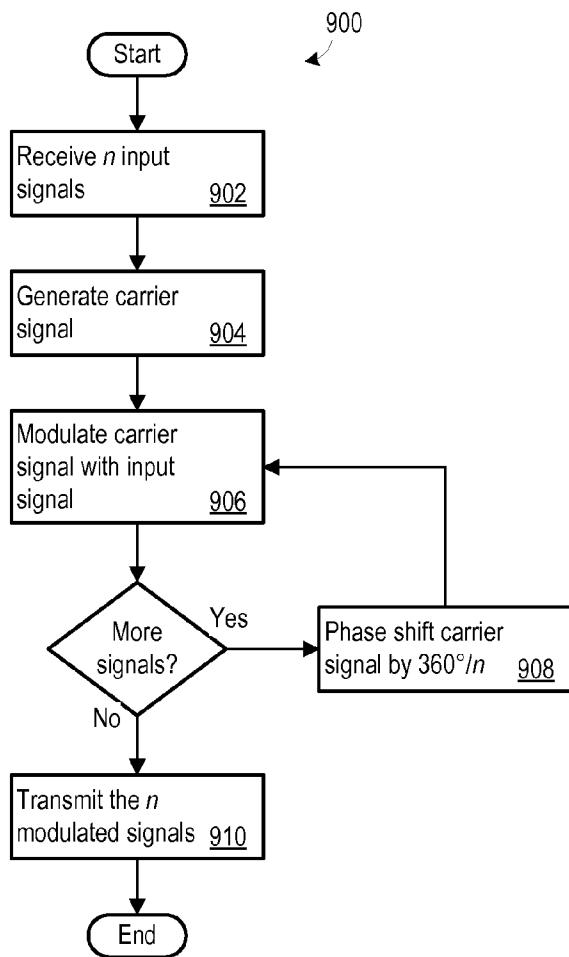 900
Start
Receive n input
signals
902
Generate carrier
signal
904
Modulate carrier
signal with input
signal
906
More
signals?
Yes
Phase shift carrier
signal by 360°/n
908
No
Transmit the n
modulated signals
910
End